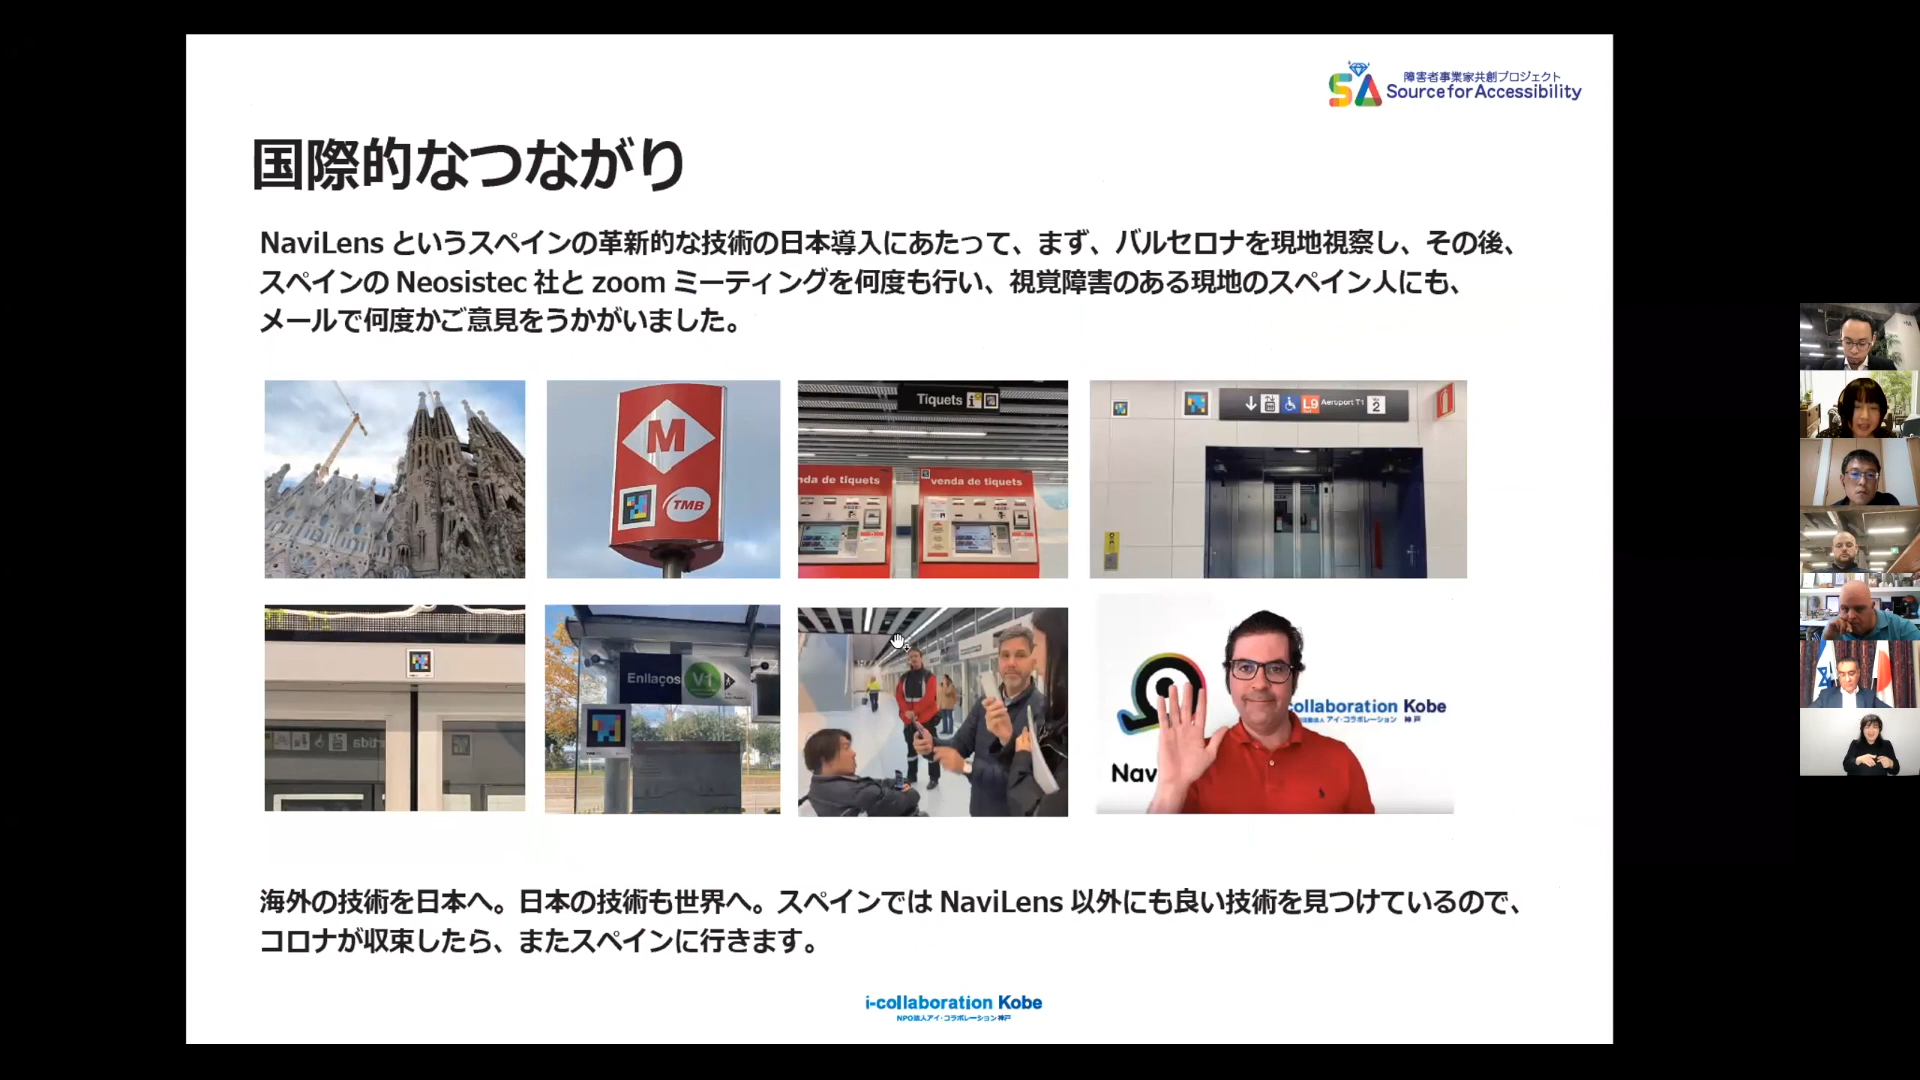 障害者事業家共創プロジェクト
SA Source for Accessibility
国際的なつながり
NaviLens というスペインの革新的な技術の日本導入にあたって、まず、バルセロナを現地視察し、その後、
スペインの Neosistec 社と zoom ミーティングを何度も行い、視覚障害のある現地のスペイン人にも、
メールで何度かご意見をうかがいました。
M
TMB
Tiquets
nda de tiquets
venda de tiquets
L9 Aeroport T1 2
Enllaços V1
collaboration Kobe
アイ・コラボレーション 神戸
Nav
海外の技術を日本へ。日本の技術も世界へ。スペインでは NaviLens 以外にも良い技術を見つけているので、
コロナが収束したら、またスペインに行きます。
i-collaboration Kobe
NPO法人アイ・コラボレーション神戸